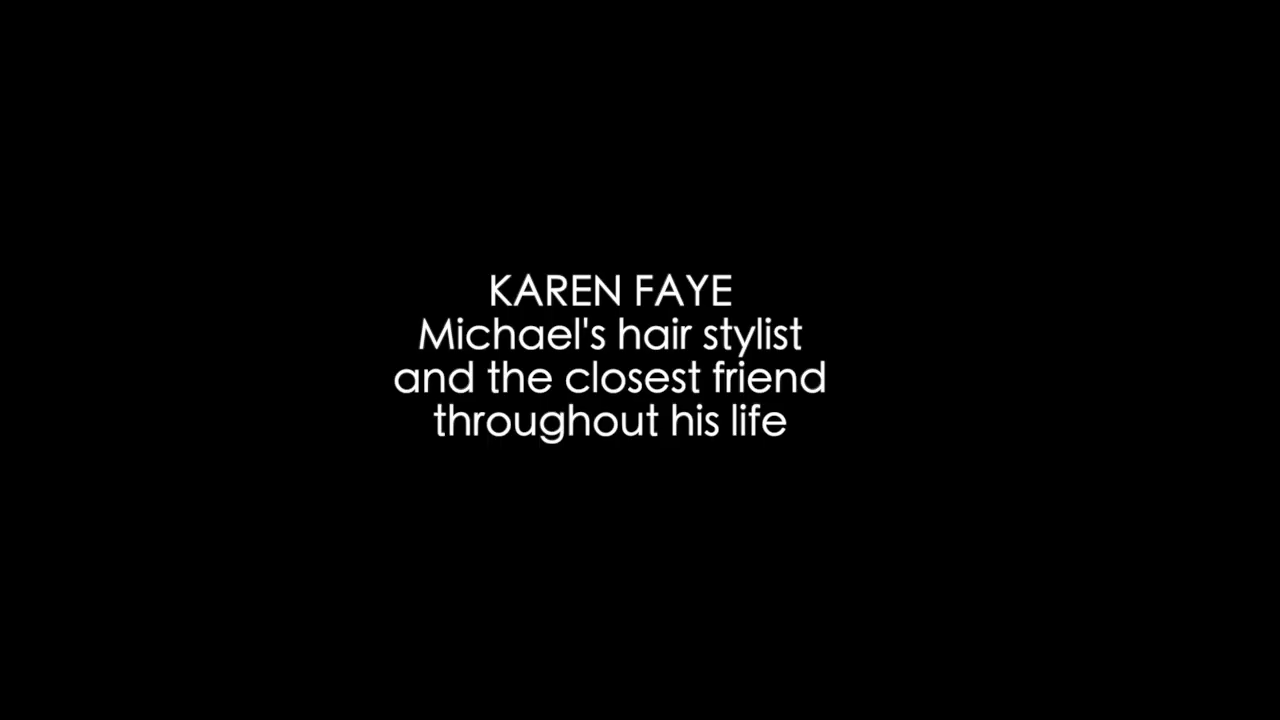 KAREN FAYE
Michael's hair stylist
and the closest friend
throughout his life